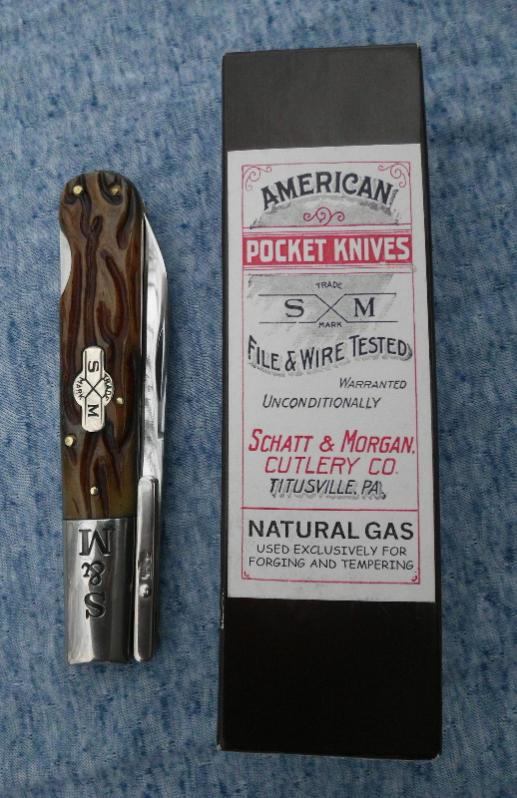 AMERICAN
POCKET KNIVES
TRADE
S M
MARK
FILE & WIRE TESTED
WARRANTED
UNCONDITIONALLY
SCHATT & MORGAN.
CUTLERY CO.
TITUSVILLE, PA.
NATURAL GAS
USED EXCLUSIVELY FOR
FORGING AND TEMPERING
TRADE
S M
MARK
S&M